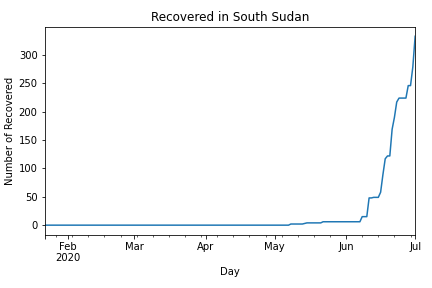 Recovered in South Sudan
Number of Recovered
300
250
200
150
100
50
0
Feb
2020
Mar
Apr
May
Jun
Jul
Day